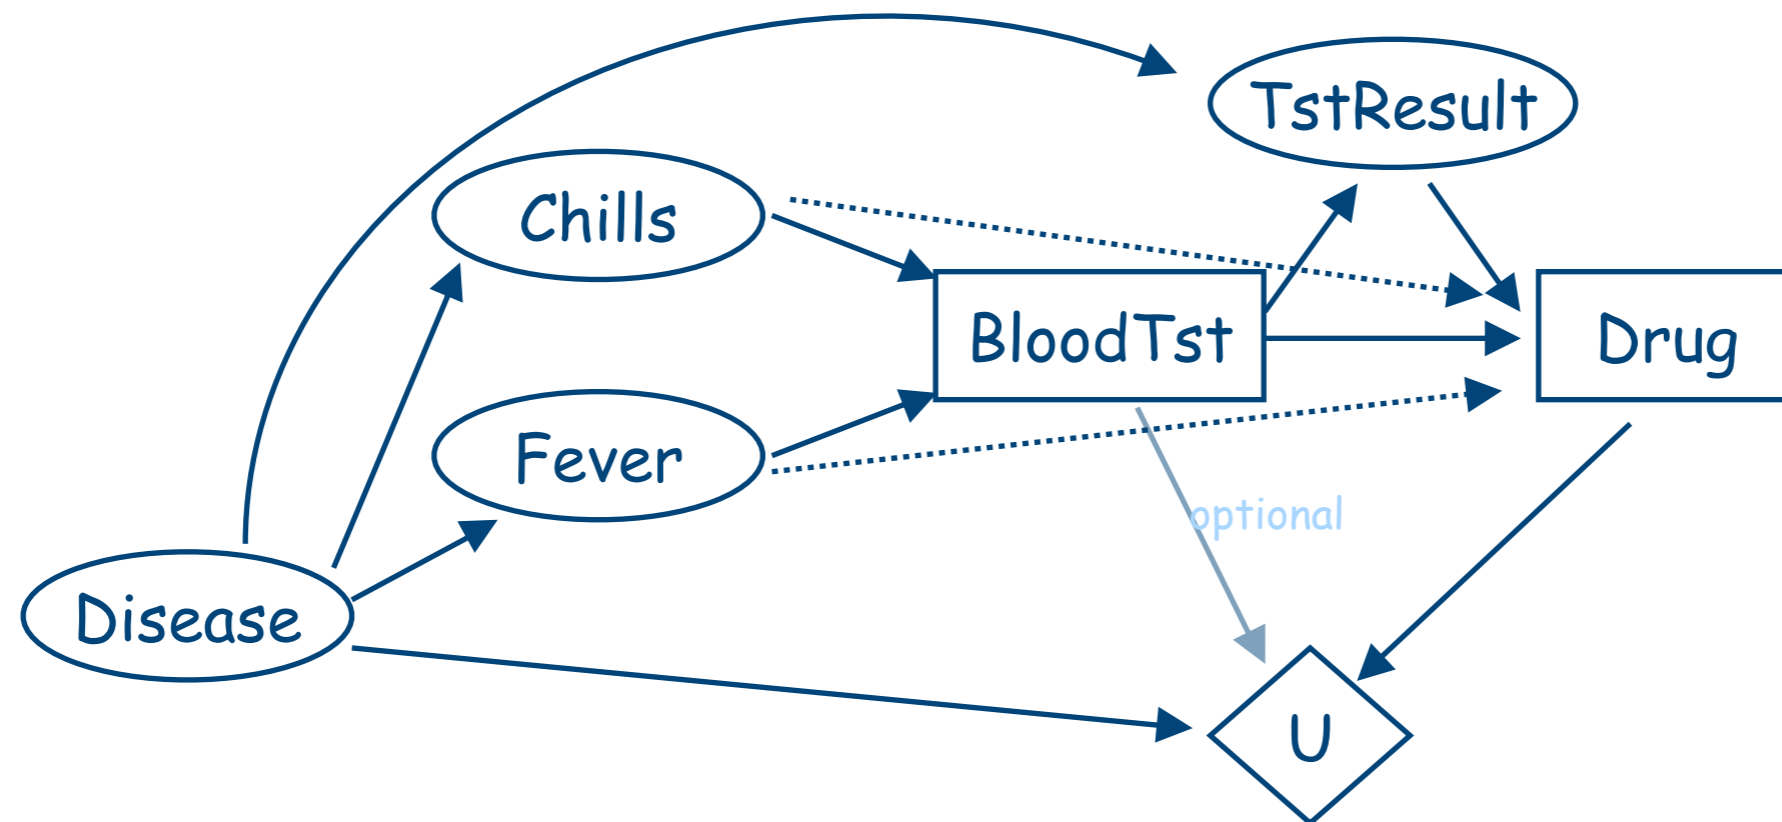 TstResult
Chills
BloodTst
Drug
Fever
optional
Disease
U